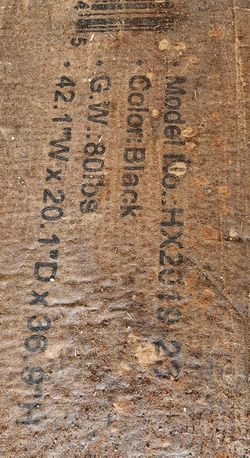 • Model No.: HX2019-23
• Color: Black
• G.W.: 80lbs
• 42.1"W x 20.1"D x 36.9"H